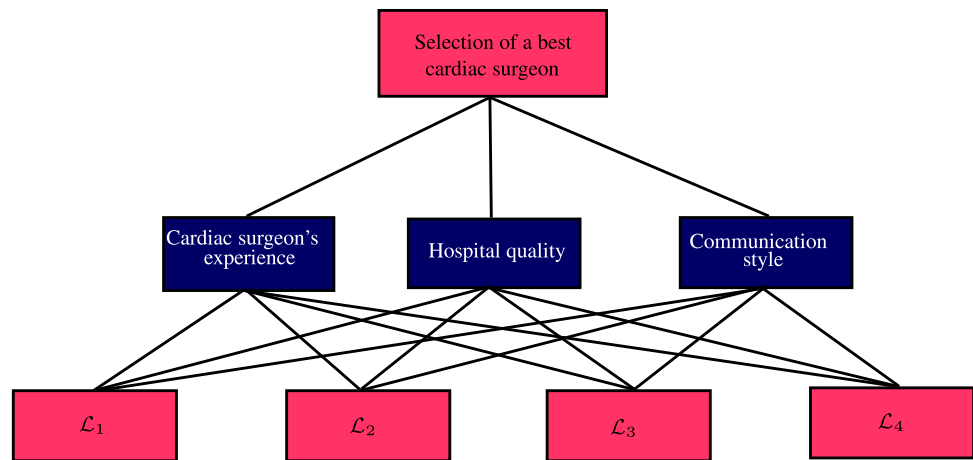 Selection of a best
cardiac surgeon
Cardiac surgeon's
experience
Hospital quality
Communication
style
ℒ₁
ℒ₂
ℒ₃
ℒ₄